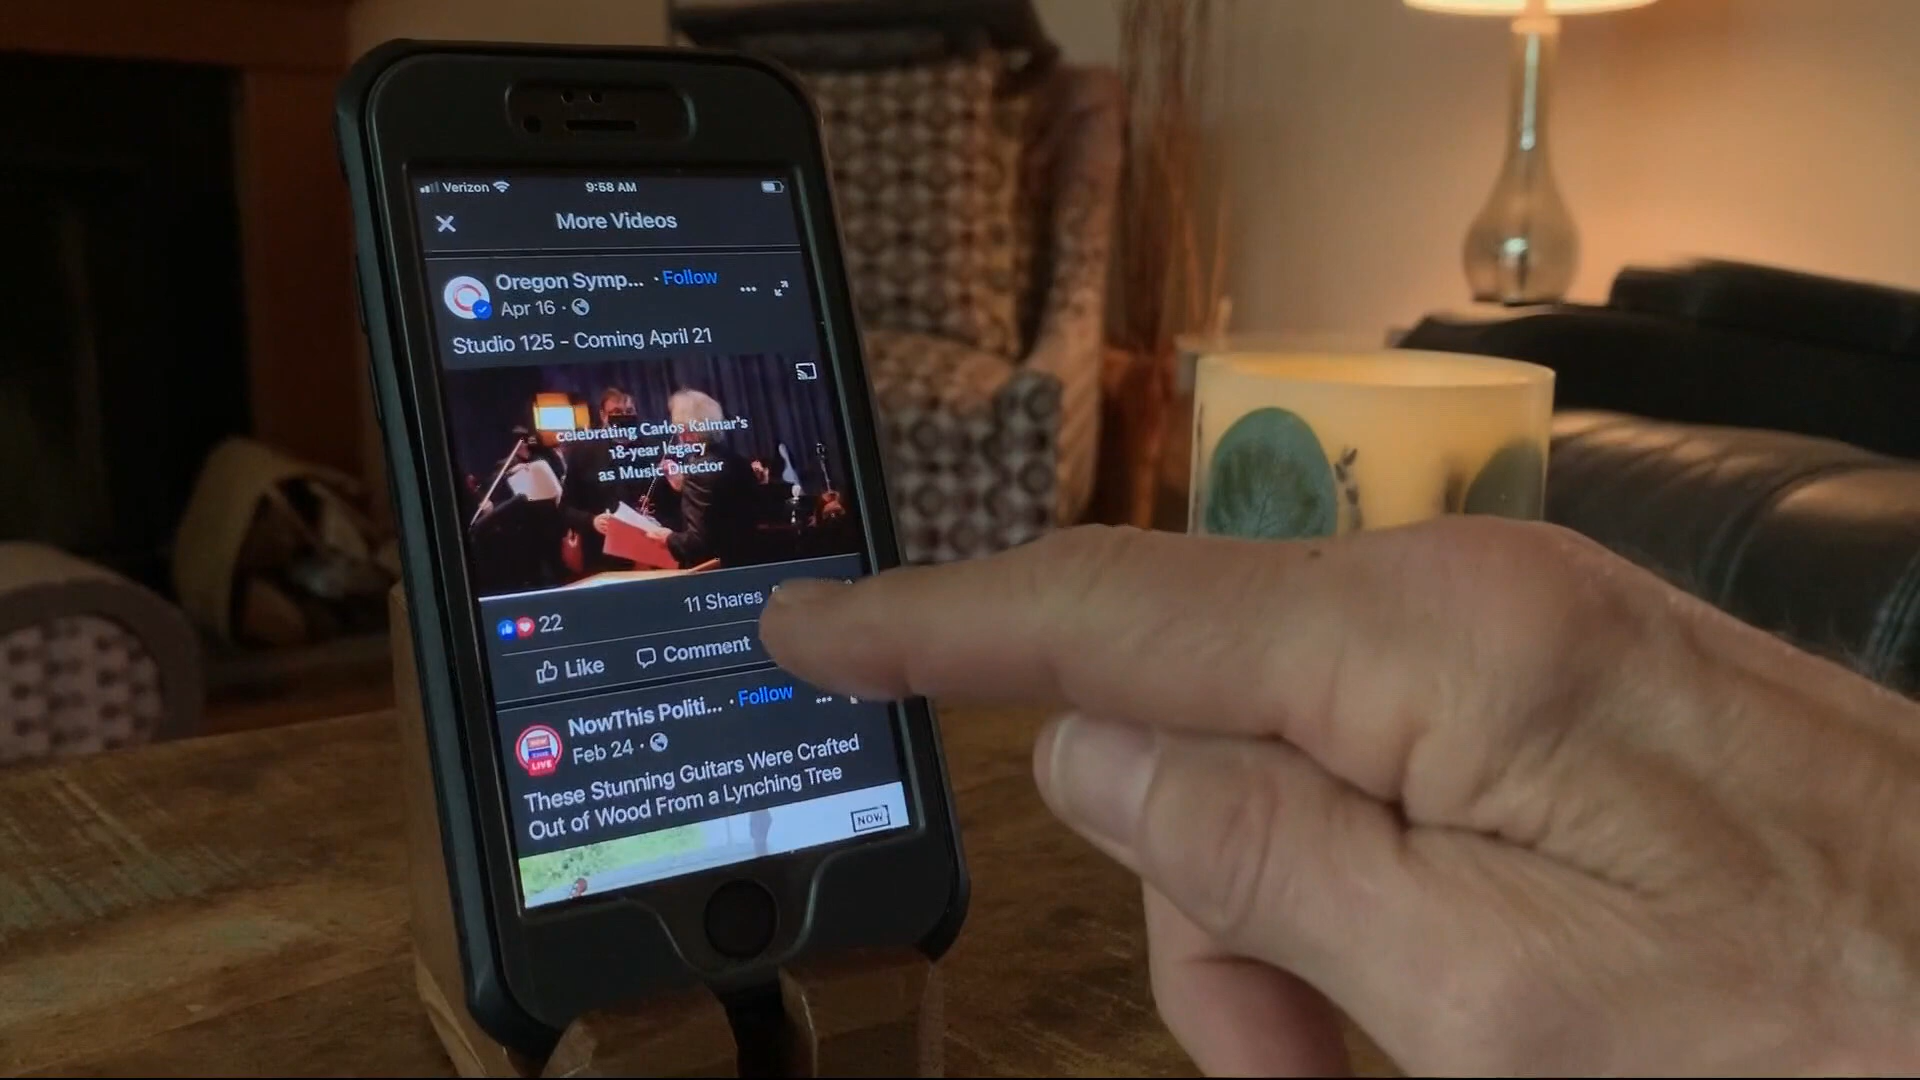 Verizon 9:58 AM
More Videos
Oregon Symp... · Follow
Apr 16 ·
Studio 125 - Coming April 21
celebrating Carlos Kalmar's
18-year legacy
as Music Director
22 11 Shares
Like Comment
NowThis Politi... · Follow
Feb 24 ·
These Stunning Guitars Were Crafted
Out of Wood From a Lynching Tree
NOW
LIVE